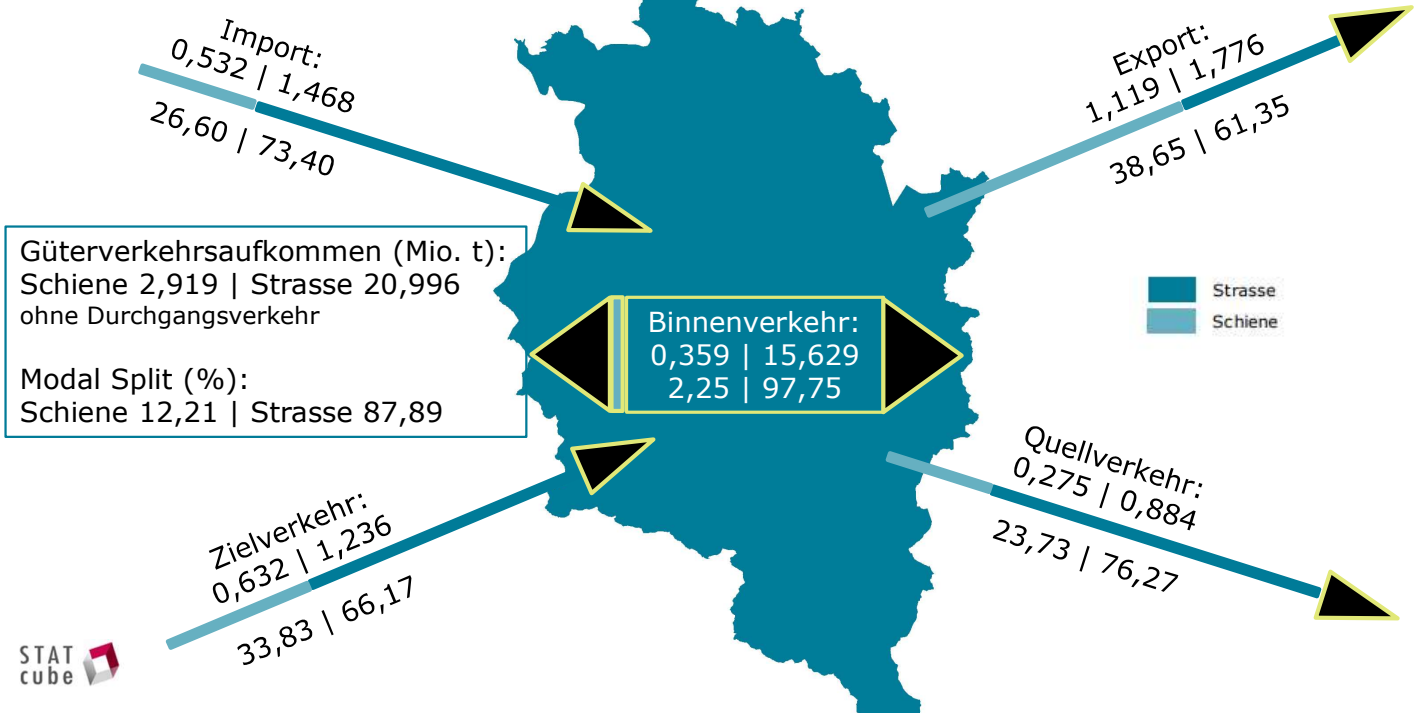 Import:
0,532 | 1,468
26,60 | 73,40
Export:
1,119 | 1,776
38,65 | 61,35
Güterverkehrsaufkommen (Mio. t):
Schiene 2,919 | Strasse 20,996
ohne Durchgangsverkehr
Modal Split (%):
Schiene 12,21 | Strasse 87,89
Binnenverkehr:
0,359 | 15,629
2,25 | 97,75
Strasse
Schiene
Zielverkehr:
0,632 | 1,236
33,83 | 66,17
Quellverkehr:
0,275 | 0,884
23,73 | 76,27
STAT
cube